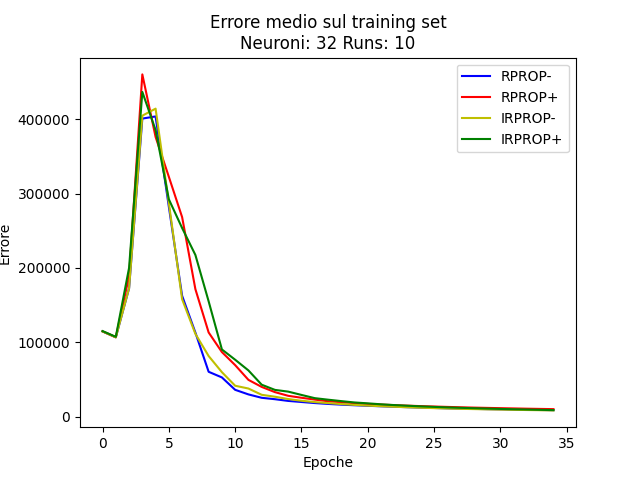 Errore medio sul training set
Neuroni: 32 Runs: 10
RPROP-
RPROP+
IRPROP-
IRPROP+
400000
300000
200000
100000
0
Errore
0 5 10 15 20 25 30 35
Epoche